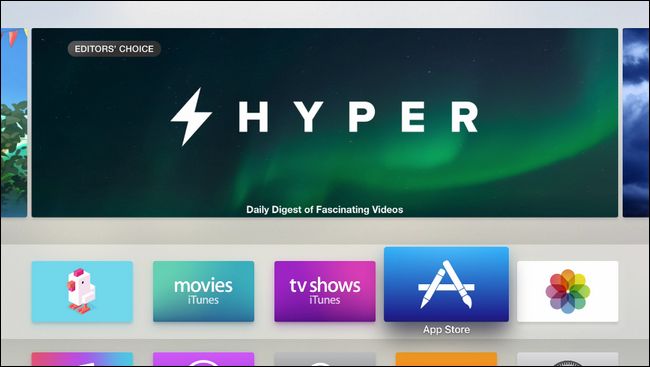 EDITORS' CHOICE
HYPER
Daily Digest of Fascinating Videos
movies
iTunes
tv shows
iTunes
App Store